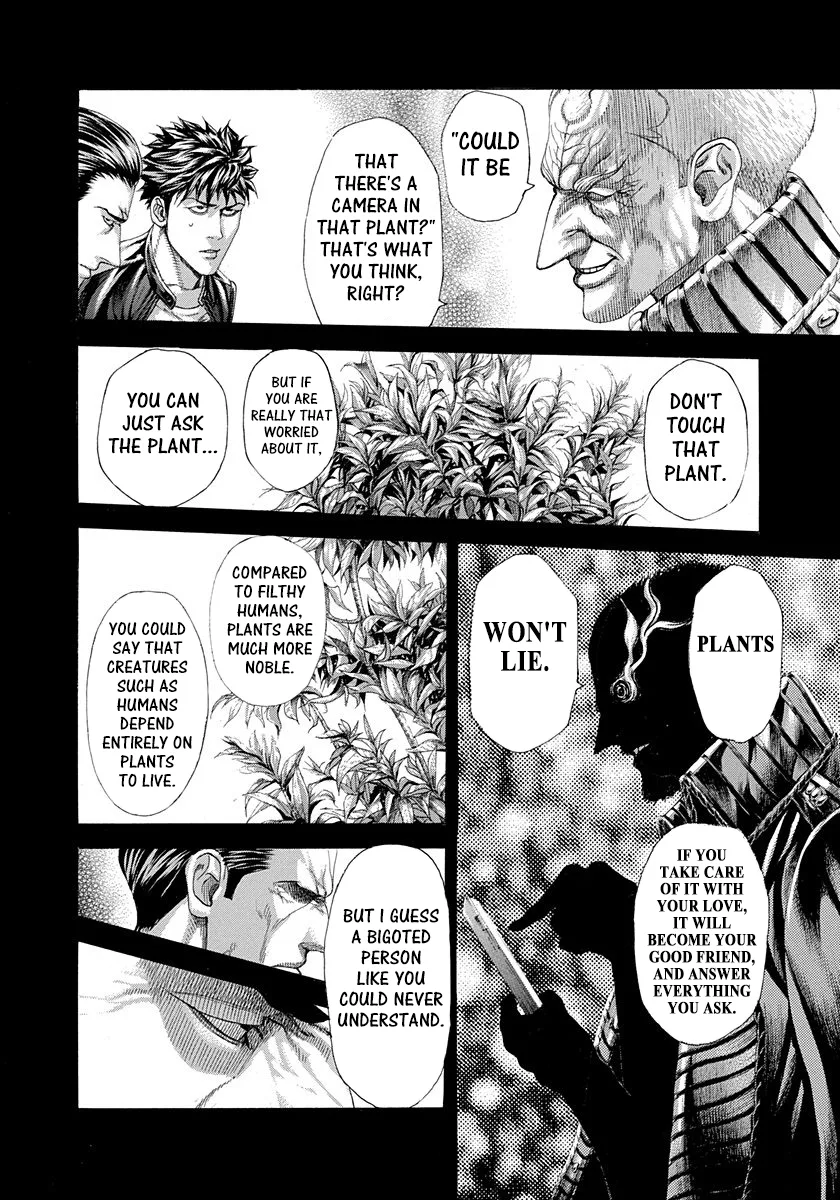 "COULD
IT BE
THAT
THERE'S A
CAMERA IN
THAT PLANT?"
THAT'S WHAT
YOU THINK,
RIGHT?
DON'T
TOUCH
THAT
PLANT.
BUT IF
YOU ARE
REALLY THAT
WORRIED
ABOUT IT,
YOU CAN
JUST ASK
THE PLANT...
PLANTS
WON'T
LIE.
IF YOU
TAKE CARE
OF IT WITH
YOUR LOVE,
IT WILL
BECOME YOUR
GOOD FRIEND,
AND ANSWER
EVERYTHING
YOU ASK.
COMPARED
TO FILTHY
HUMANS,
PLANTS ARE
MUCH MORE
NOBLE.
YOU COULD
SAY THAT
CREATURES
SUCH AS
HUMANS
DEPEND
ENTIRELY ON
PLANTS
TO LIVE.
BUT I GUESS
A BIGOTED
PERSON
LIKE YOU
COULD NEVER
UNDERSTAND.